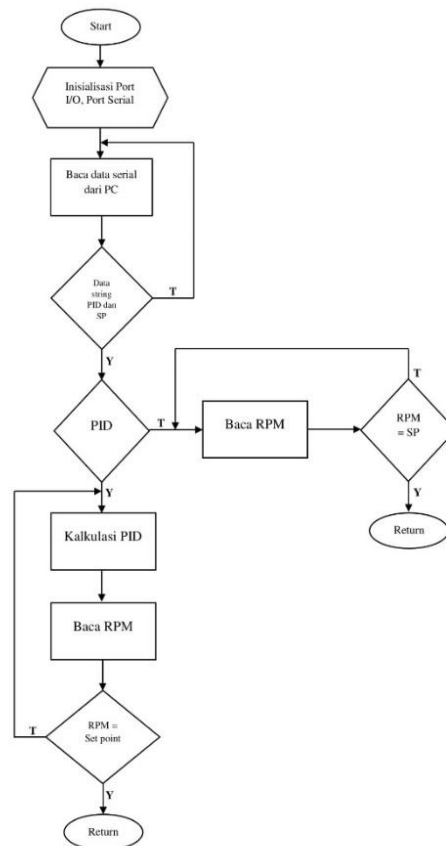 Start
Inisialisasi Port
I/O, Port Serial
Baca data serial
dari PC
Data
string
PID dan
SP
T
Y
PID
T
Baca RPM
T
RPM
= SP
Y
Return
Y
Kalkulasi PID
Baca RPM
RPM =
Set point
T
Y
Return